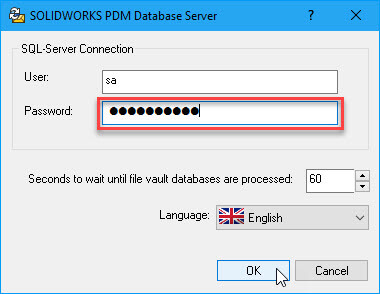 SOLIDWORKS PDM Database Server
SQL-Server Connection
User: sa
Password: ●●●●●●●●●●
Seconds to wait until file vault databases are processed: 60
Language: English
OK Cancel